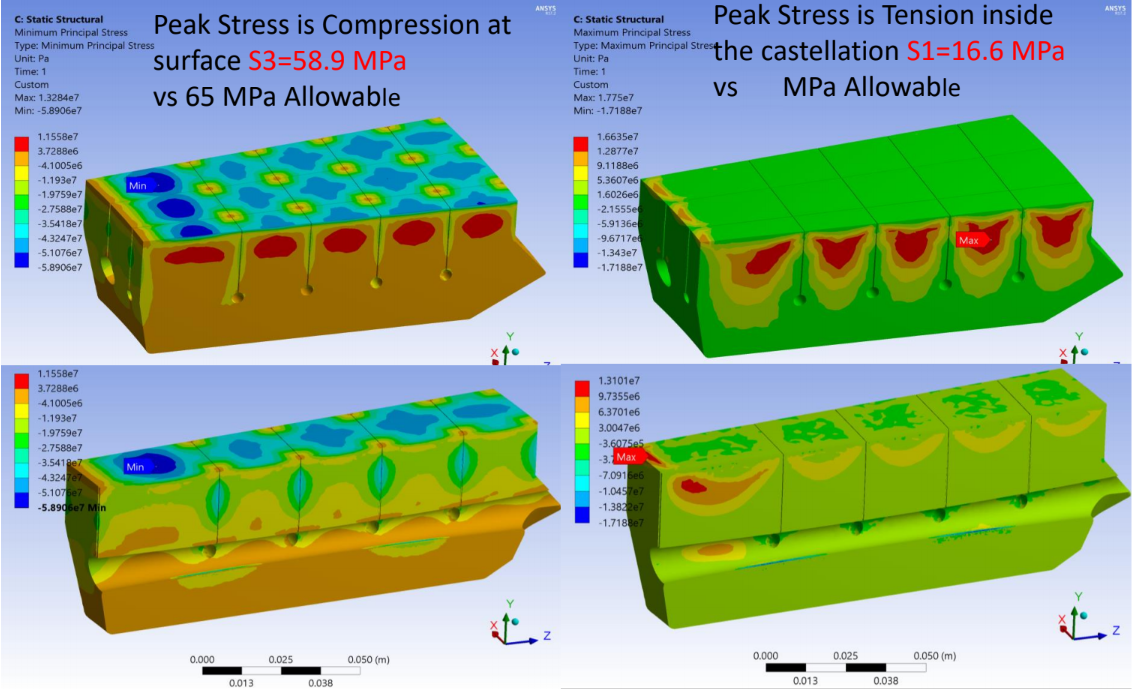 C: Static Structural
Minimum Principal Stress
Type: Minimum Principal Stress
Unit: Pa
Time: 1
Custom
Max: 1.3284e7
Min: -5.8906e7
Peak Stress is Compression at
surface S3=58.9 MPa
vs 65 MPa Allowable
ANSYS
1.1558e7
3.7288e6
-4.1005e6
-1.193e7
-1.9759e7
-2.7588e7
-3.5418e7
-4.3247e7
-5.1076e7
-5.8906e7
Min
X
Y
C: Static Structural
Maximum Principal Stress
Type: Maximum Principal Stress
Unit: Pa
Time: 1
Custom
Max: 1.775e7
Min: -1.7188e7
Peak Stress is Tension inside
the castellation S1=16.6 MPa
vs MPa Allowable
ANSYS
1.6635e7
1.2877e7
9.1188e6
5.3607e6
1.6026e6
-2.1555e6
-5.9136e
-9.6717e
-1.343e7
-1.7188e7
Max
X
Y
1.1558e7
3.7288e6
-4.1005e6
-1.193e7
-1.9759e7
-2.7588e7
-3.5418e
-4.3247e
-5.1076e
-5.8906e7 Min
Min
Y
X
Z
0.000 0.025 0.050 (m)
0.013 0.038
1.3101e7
9.7355e6
6.3701e6
3.0047e6
-3.6075e5
-7.0916e6
-1.0457e7
-1.3822e7
-1.7188e7
Max
Y
X
Z
0.000 0.025 0.050 (m)
0.013 0.038